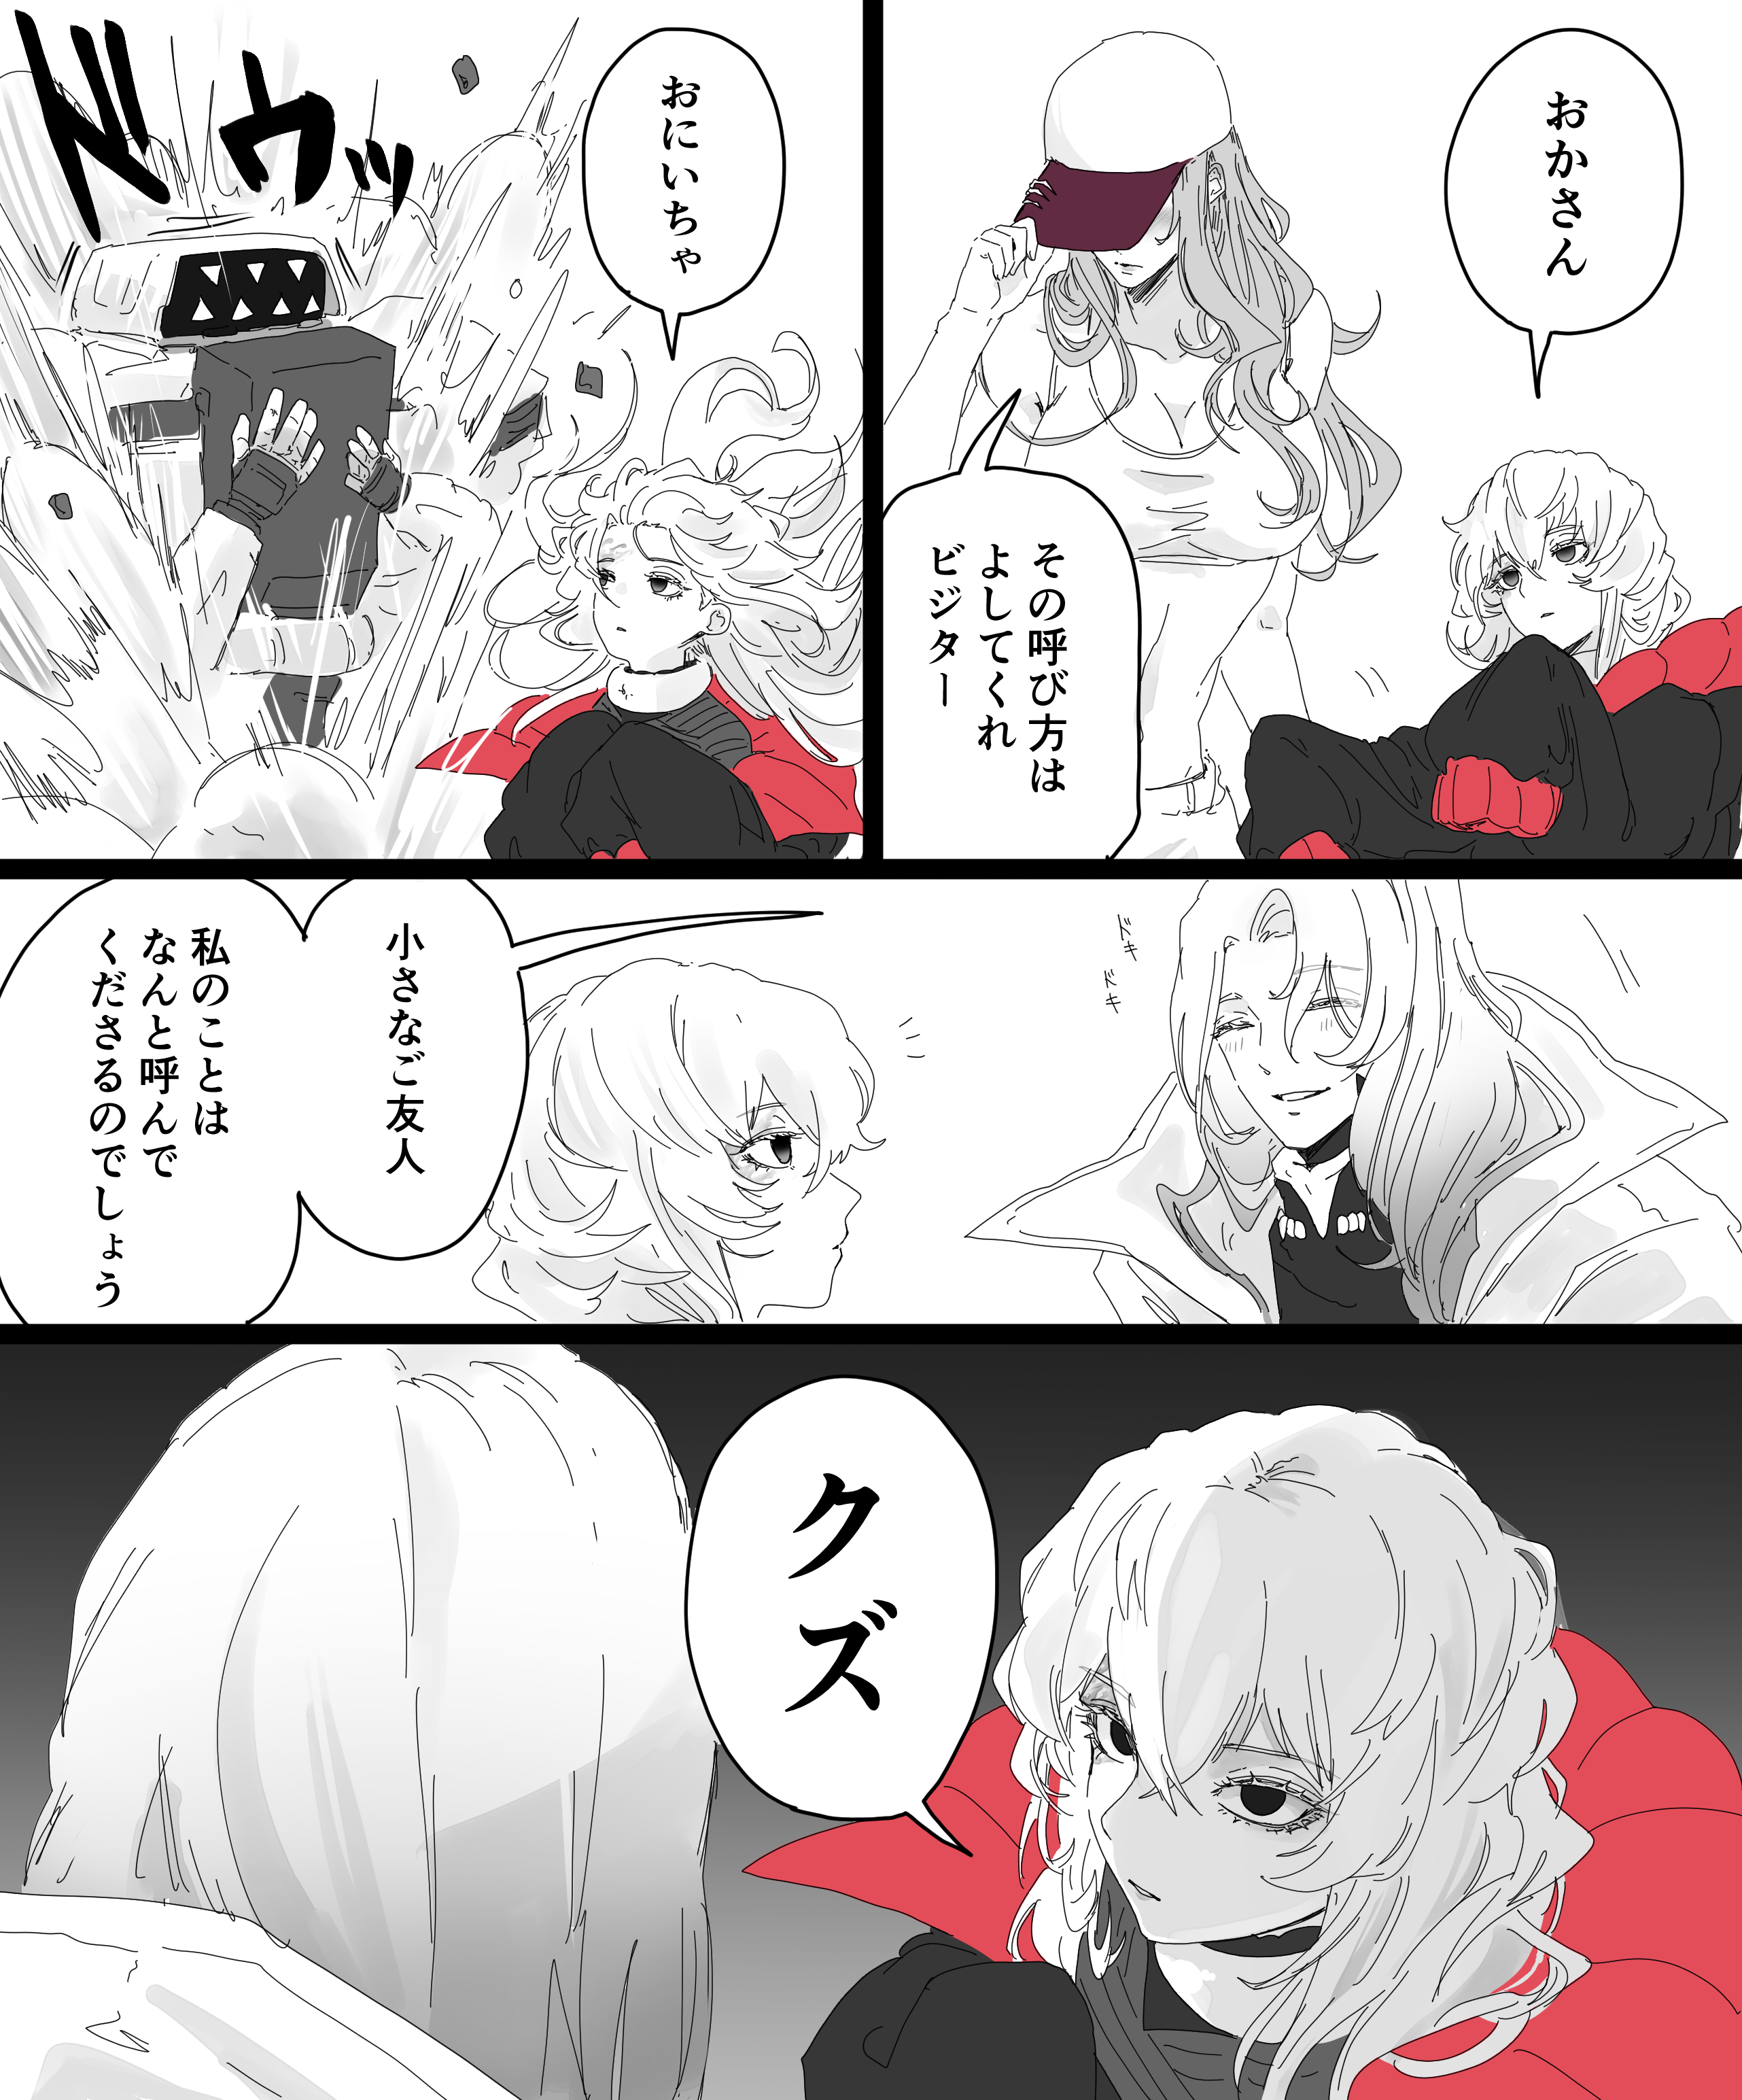 おかさん
その呼び方は
よしてくれ
ビジター
おにいちゃ
ドウッ
ドキ
ドキ
小さなご友人
私のことは
なんと呼んで
くださるのでしょう
クズ